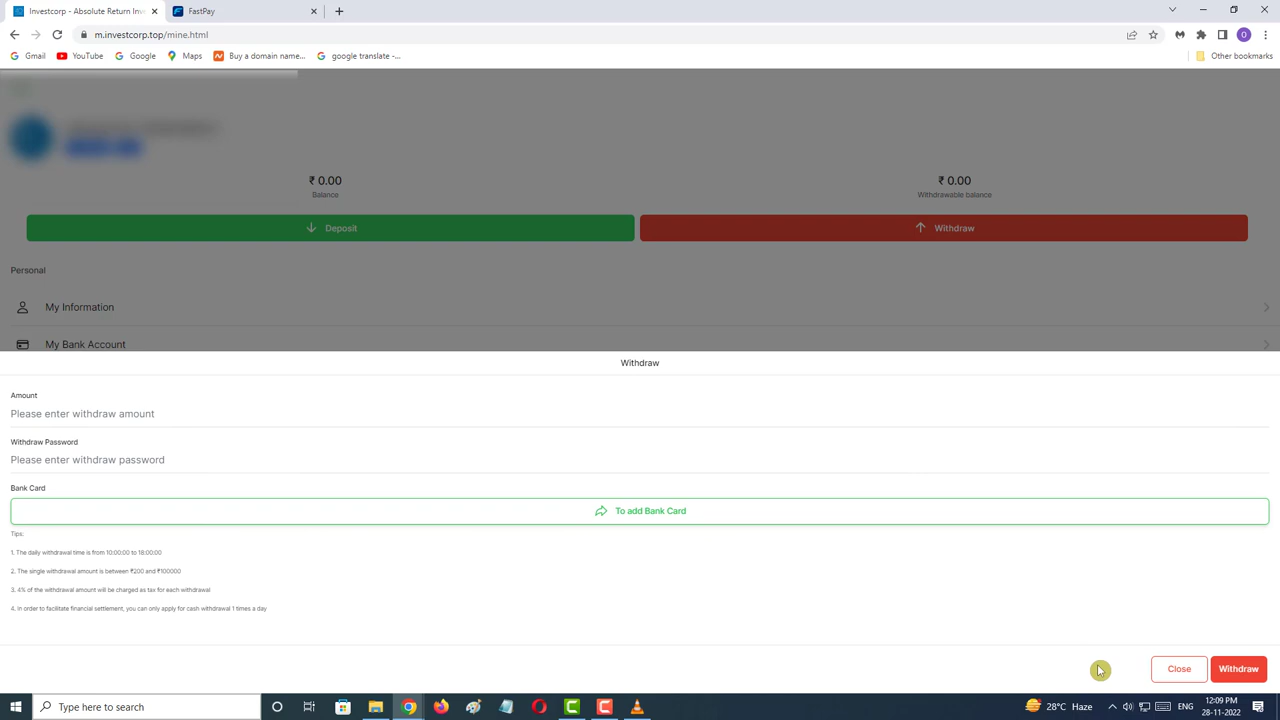 Investcorp - Absolute Return Inv
FastPay
m.investcorp.top/mine.html
Gmail
YouTube
Google
Maps
Buy a domain name...
google translate -...
Other bookmarks
₹ 0.00
Balance
₹ 0.00
Withdrawable balance
Deposit
Withdraw
Personal
My Information
My Bank Account
Withdraw
Amount
Please enter withdraw amount
Withdraw Password
Please enter withdraw password
Bank Card
To add Bank Card
Tips:
1. The daily withdrawal time is from 10:00:00 to 18:00:00
2. The single withdrawal amount is between ₹200 and ₹100000
3. 4% of the withdrawal amount will be charged as tax for each withdrawal
4. In order to facilitate financial settlement, you can only apply for cash withdrawal 1 times a day
Close
Withdraw
Type here to search
28°C Haze
ENG
12:09 PM
28-11-2022